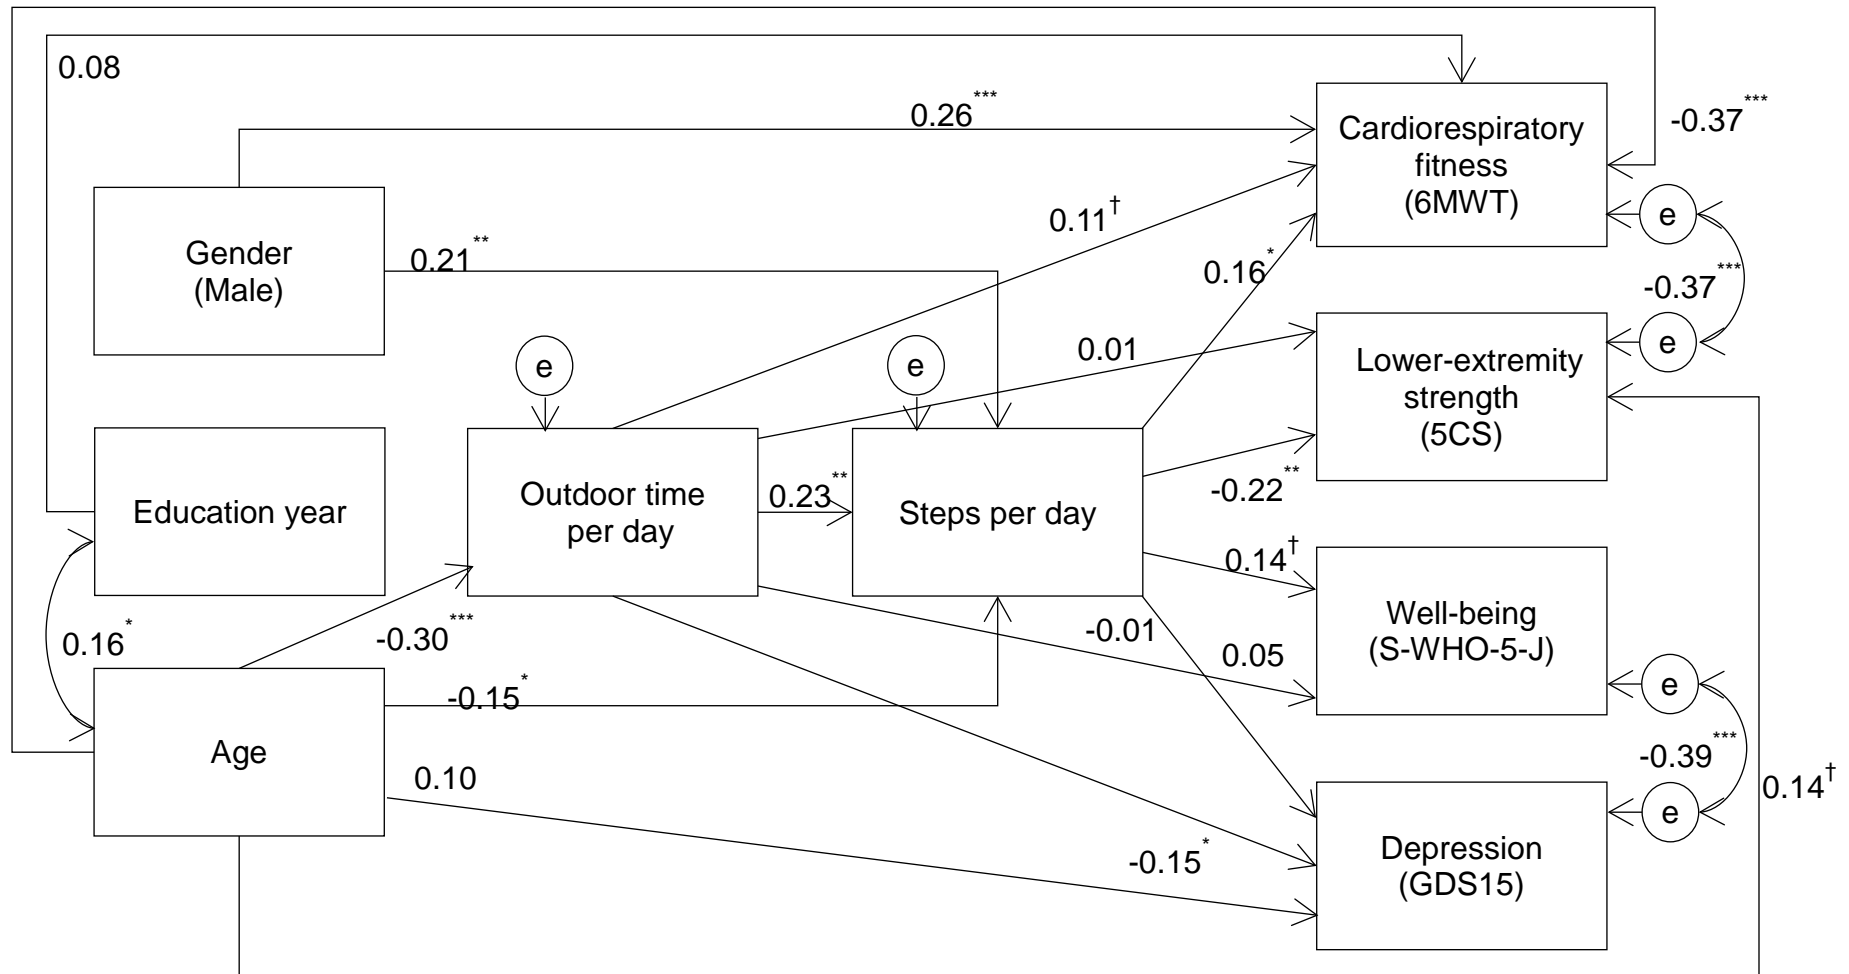 0.08
0.26***
-0.37***
Cardiorespiratory
fitness
(6MWT)
e
0.11†
Gender
(Male)
0.21**
0.16*
-0.37***
0.01
e
e
e
Lower-extremity
strength
(5CS)
Education year
Outdoor time
per day
0.23**
Steps per day
-0.22**
0.14†
0.16*
-0.30***
-0.01
0.05
Well-being
(S-WHO-5-J)
e
-0.15*
Age
0.10
-0.39***
0.14†
-0.15*
Depression
(GDS15)
e